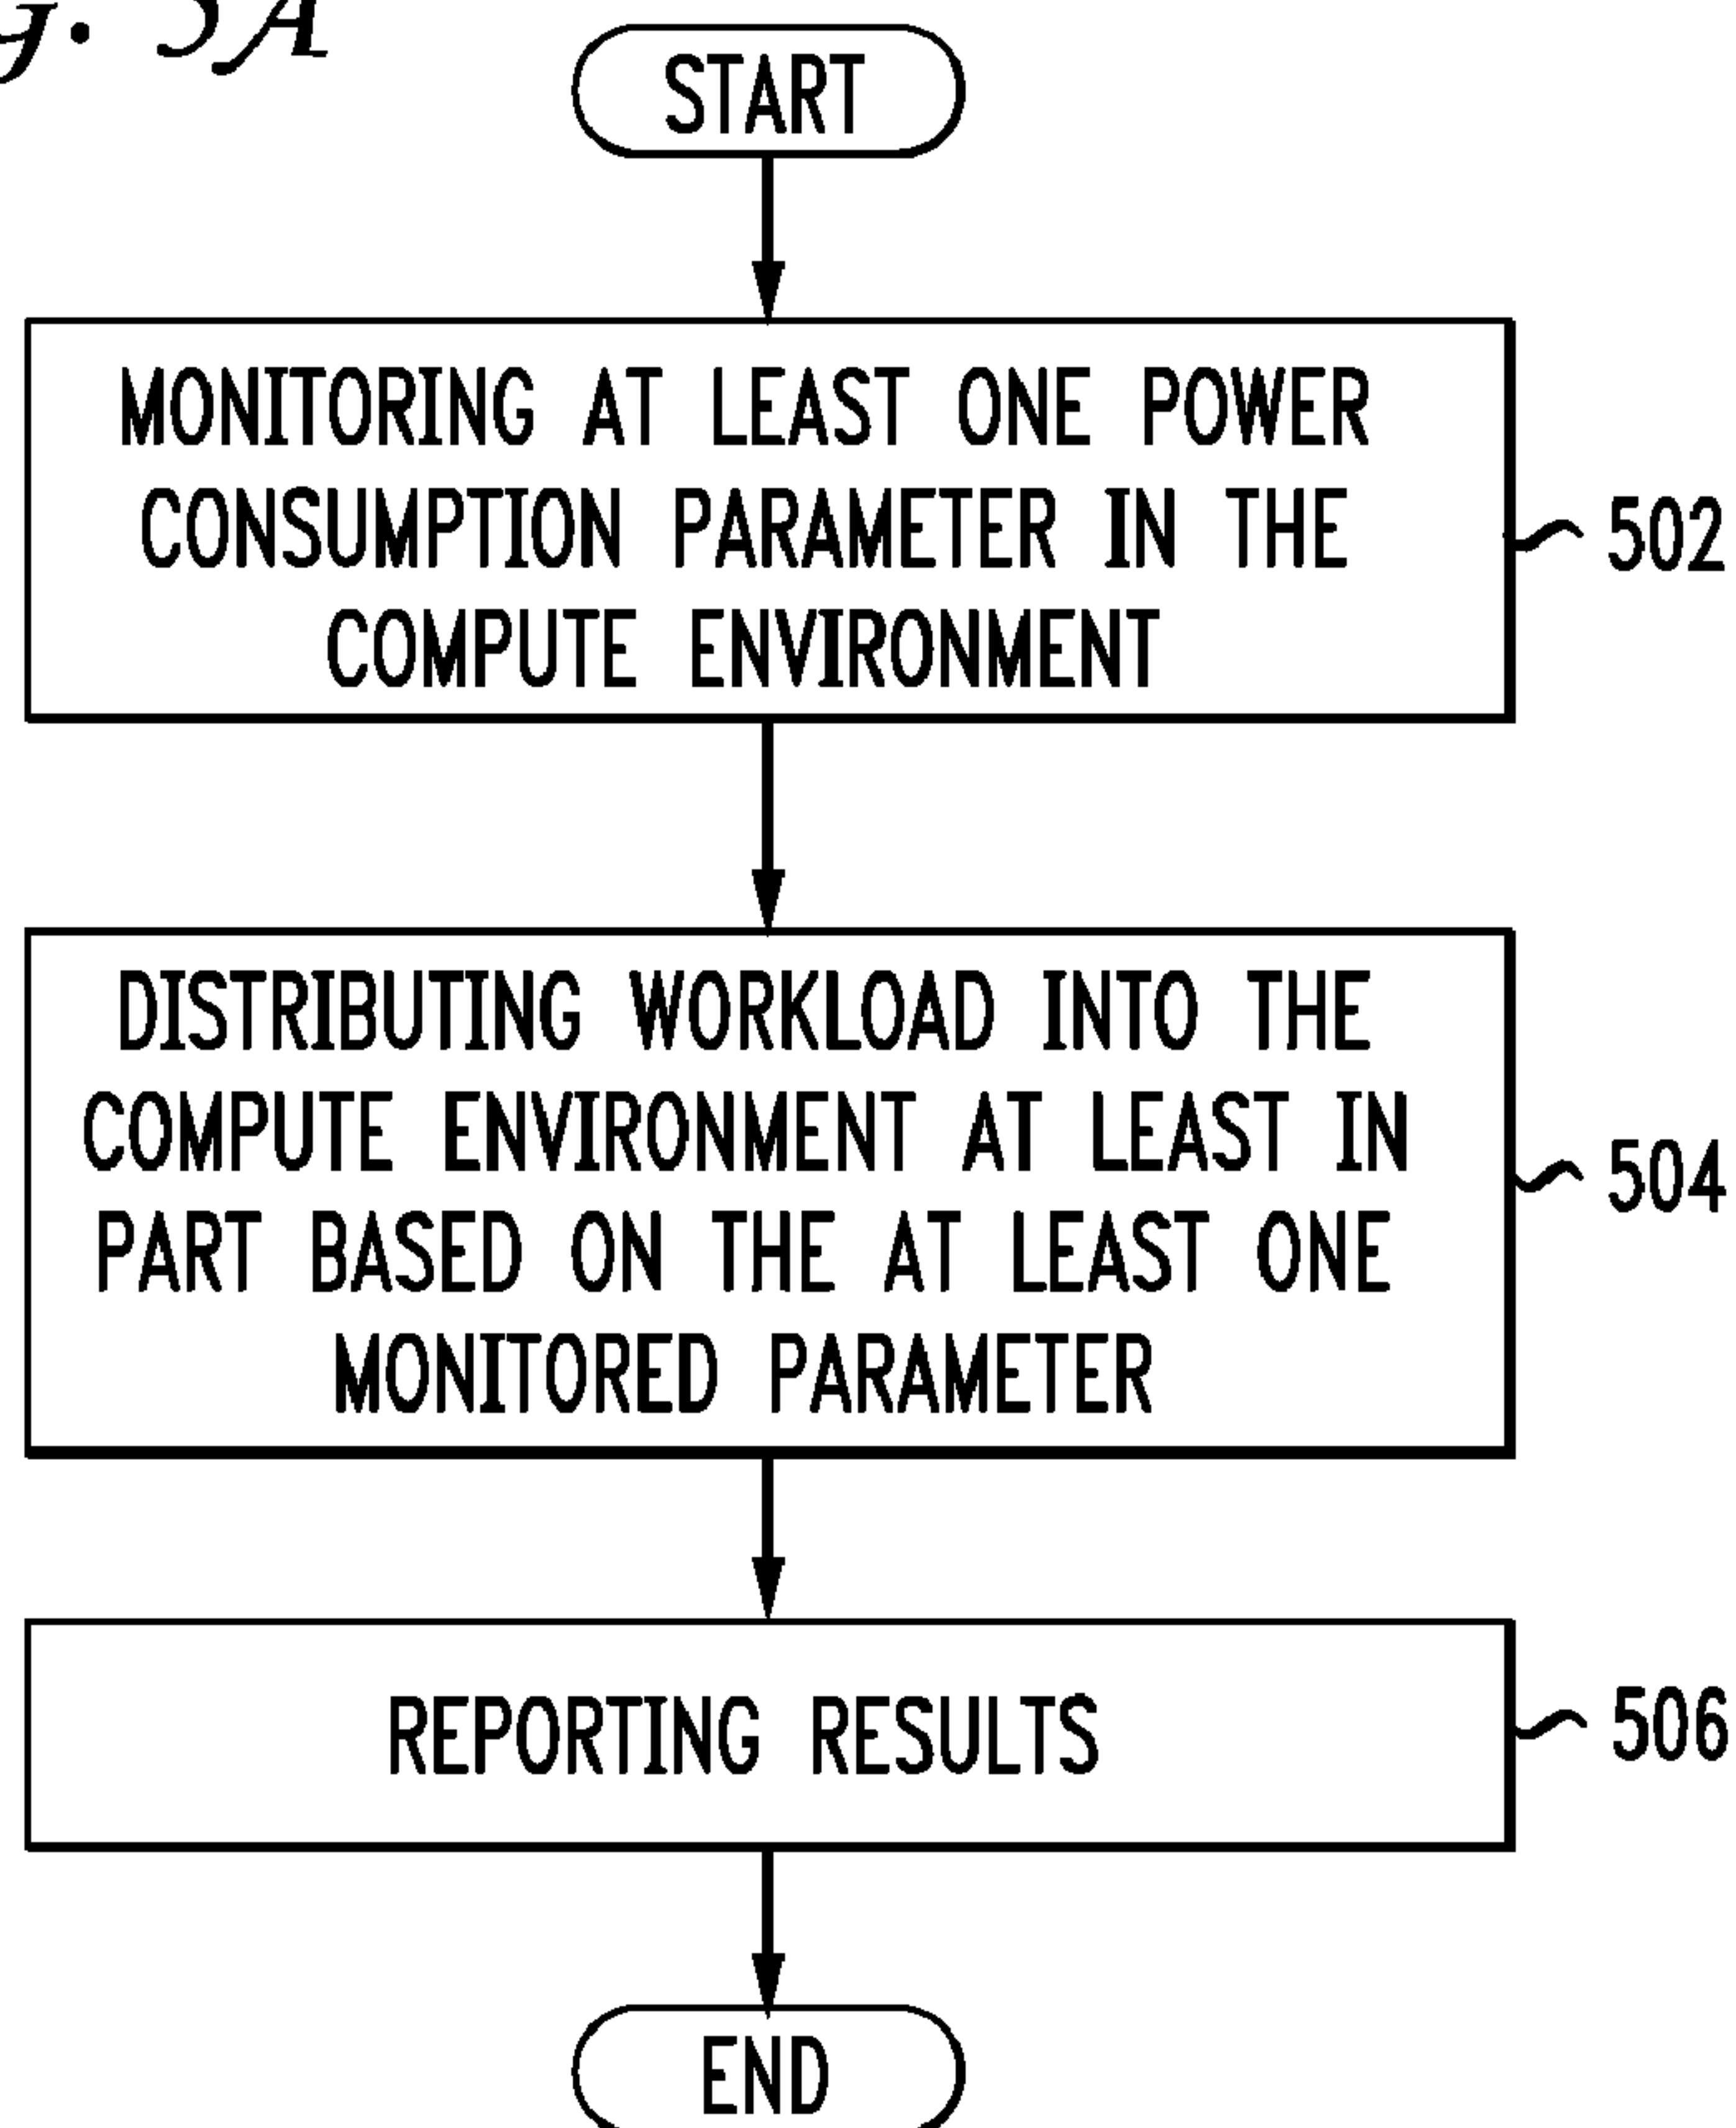 g. 5A
START
MONITORING AT LEAST ONE POWER
CONSUMPTION PARAMETER IN THE
COMPUTE ENVIRONMENT
502
DISTRIBUTING WORKLOAD INTO THE
COMPUTE ENVIRONMENT AT LEAST IN
PART BASED ON THE AT LEAST ONE
MONITORED PARAMETER
504
REPORTING RESULTS
506
END